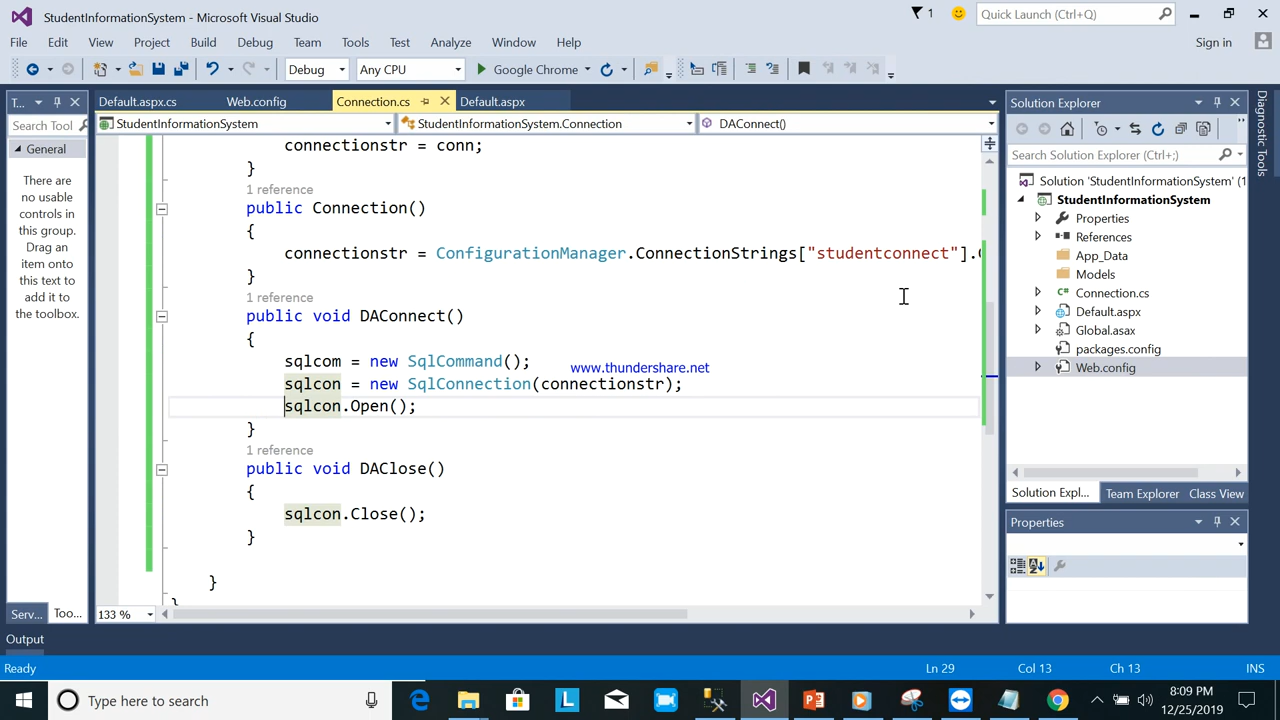 StudentInformationSystem - Microsoft Visual Studio
1
Quick Launch (Ctrl+Q)
File Edit View Project Build Debug Team Tools Test Analyze Window Help
Sign in
Debug
Any CPU
Google Chrome
T...
Default.aspx.cs
Web.config
Connection.cs
Default.aspx
Solution Explorer
Search Tool
StudentInformationSystem
StudentInformationSystem.Connection
DAConnect()
General
There are
no usable
controls in
this group.
Drag an
item onto
this text to
add it to
the toolbox.
connectionstr = conn;
}
1 reference
public Connection()
{
connectionstr = ConfigurationManager.ConnectionStrings["studentconnect"].
}
1 reference
public void DAConnect()
{
sqlcom = new SqlCommand();
www.thundershare.net
sqlcon = new SqlConnection(connectionstr);
sqlcon.Open();
}
1 reference
public void DAClose()
{
sqlcon.Close();
}
}
}
133 %
Search Solution Explorer (Ctrl+;)
Solution 'StudentInformationSystem' (1
StudentInformationSystem
Properties
References
App_Data
Models
Connection.cs
Default.aspx
Global.asax
packages.config
Web.config
Solution Expl...
Team Explorer
Class View
Properties
Diagnostic Tools
Serv...
Too...
Output
Ready
Ln 29
Col 13
Ch 13
INS
Type here to search
8:09 PM
12/25/2019